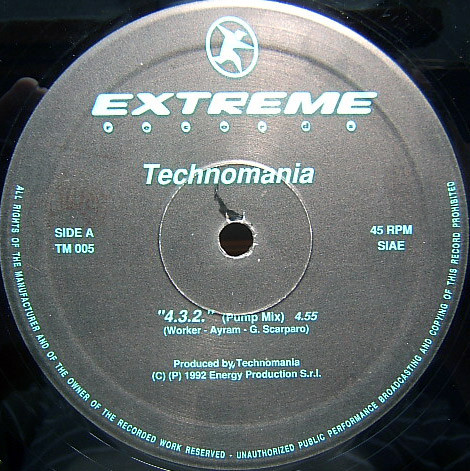 EXTREME
records
Technomania
SIDE A
TM 005
45 RPM
SIAE
"4.3.2." (Pump Mix) 4.55
(Worker - Ayram - G. Scarparo)
Produced by Technomania
(C) (P) 1992 Energy Production S.r.l.
ALL RIGHTS OF THE MANUFACTURER AND OF THE OWNER OF THE RECORDED WORK RESERVED - UNAUTHORIZED PUBLIC PERFORMANCE BROADCASTING AND COPYING OF THIS RECORD PROHIBITED